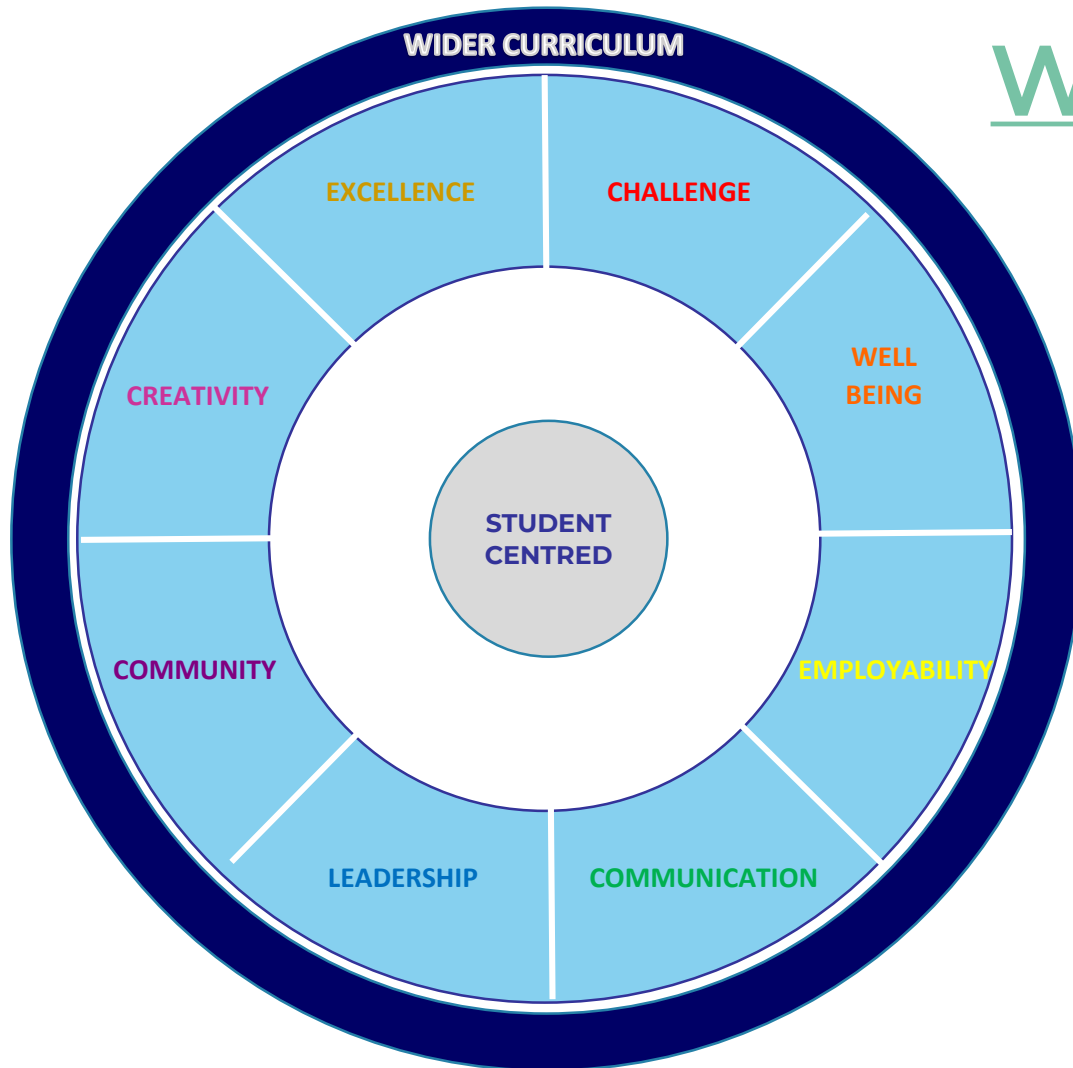 WIDER CURRICULUM
W
EXCELLENCE
CHALLENGE
WELL
BEING
CREATIVITY
STUDENT
CENTRED
COMMUNITY
EMPLOYABILITY
LEADERSHIP
COMMUNICATION